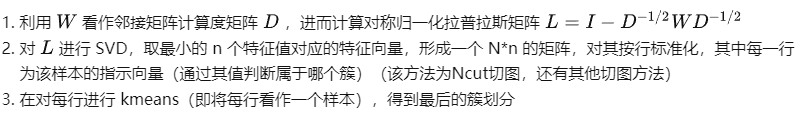 1. 利用 W 看作邻接矩阵计算度矩阵 D ，进而计算对称归一化拉普拉斯矩阵 L = I − D^{-1/2}WD^{-1/2}
2. 对 L 进行 SVD，取最小的 n 个特征值对应的特征向量，形成一个 N*n 的矩阵，对其按行标准化，其中每一行
为该样本的指示向量（通过其值判断属于哪个簇）（该方法为Ncut切图，还有其他切图方法）
3. 在对每行进行 kmeans（即将每行看作一个样本），得到最后的簇划分